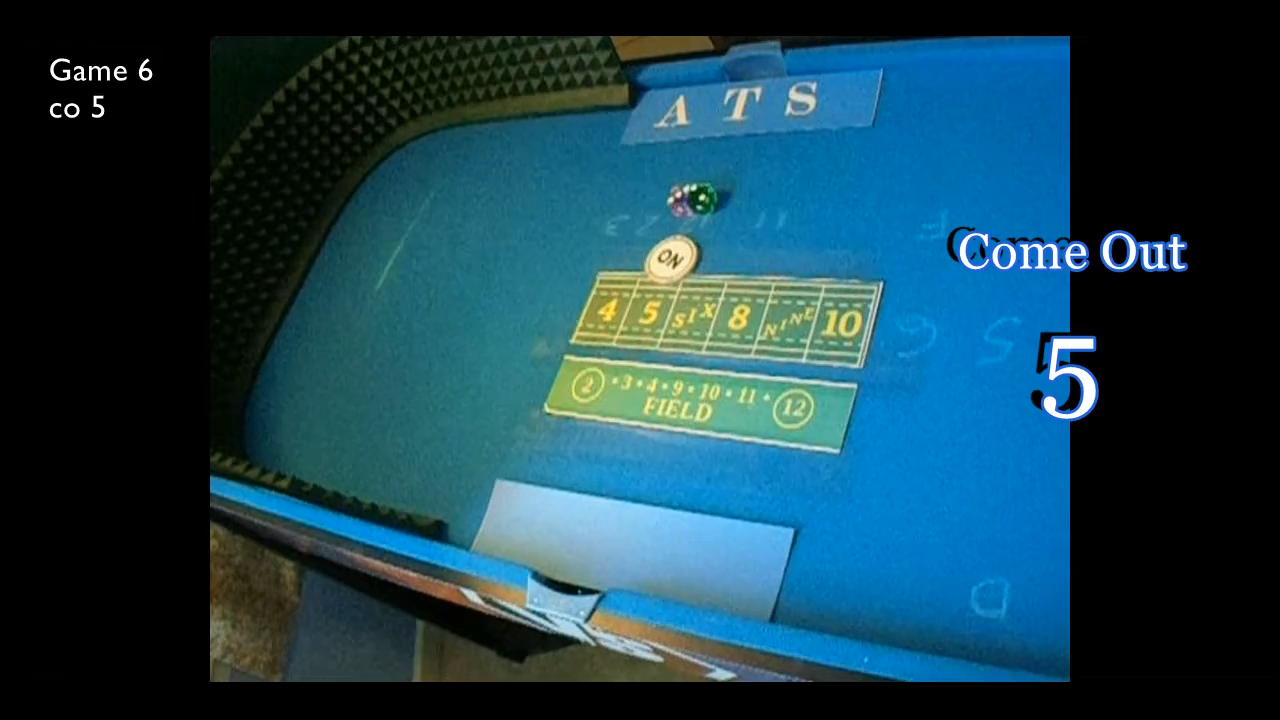 Game 6
co 5
A T S
Come Out
ON
4 5 SIX 8 NINE 10
5
2 • 3 • 4 • 9 • 10 • 11 • 12
FIELD